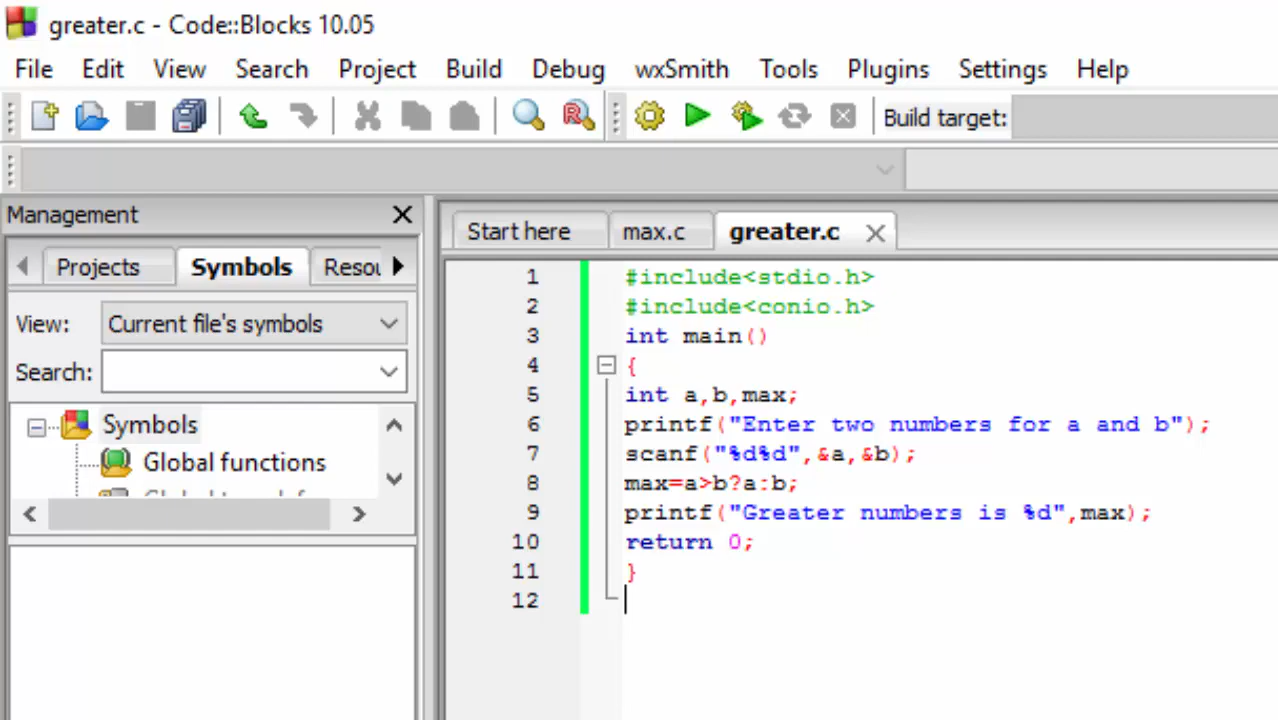 greater.c - Code::Blocks 10.05
File Edit View Search Project Build Debug wxSmith Tools Plugins Settings Help
Build target:
Management
Projects Symbols Resou
View: Current file's symbols
Search:
Symbols
Global functions
Start here max.c greater.c
1 #include<stdio.h>
2 #include<conio.h>
3 int main()
4 {
5 int a,b,max;
6 printf("Enter two numbers for a and b");
7 scanf("%d%d",&a,&b);
8 max=a>b?a:b;
9 printf("Greater numbers is %d",max);
10 return 0;
11 }
12